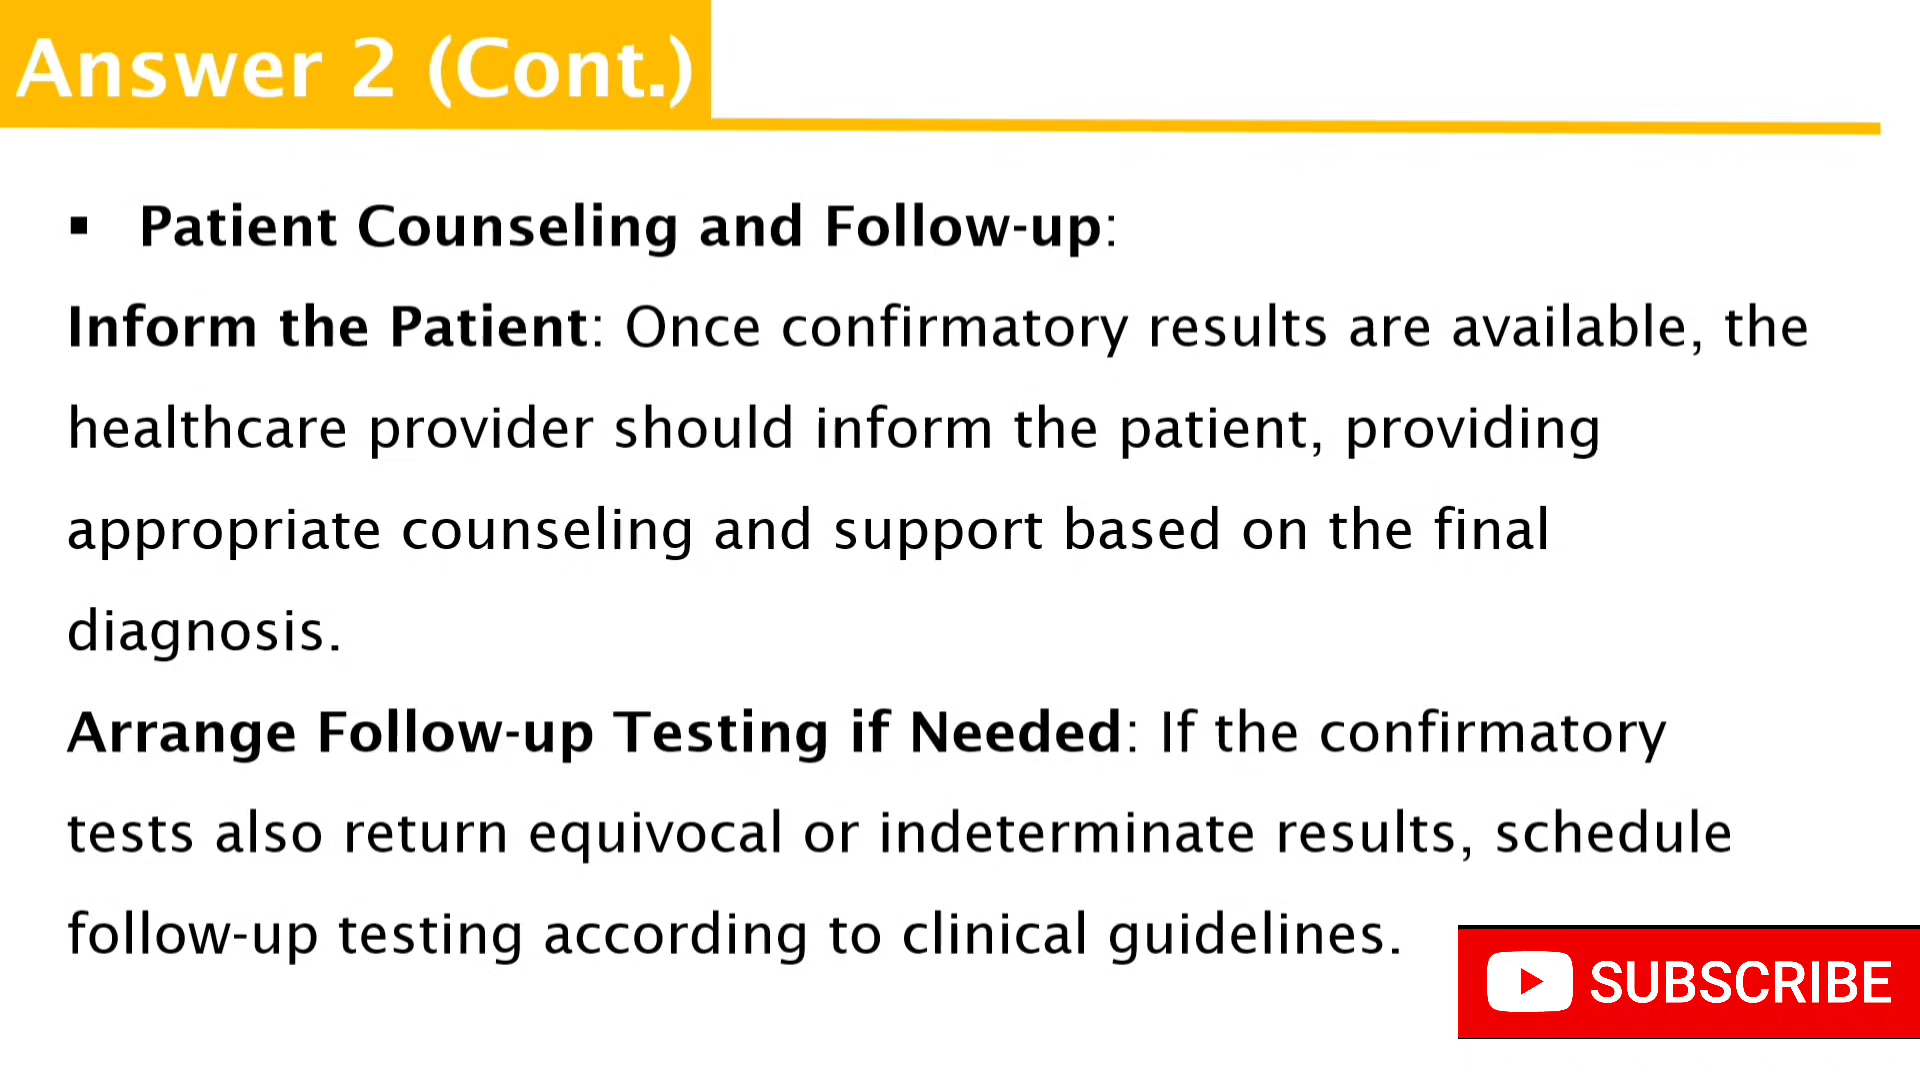 Answer 2 (Cont.)
▪ Patient Counseling and Follow-up:
Inform the Patient: Once confirmatory results are available, the
healthcare provider should inform the patient, providing
appropriate counseling and support based on the final
diagnosis.
Arrange Follow-up Testing if Needed: If the confirmatory
tests also return equivocal or indeterminate results, schedule
follow-up testing according to clinical guidelines.
SUBSCRIBE